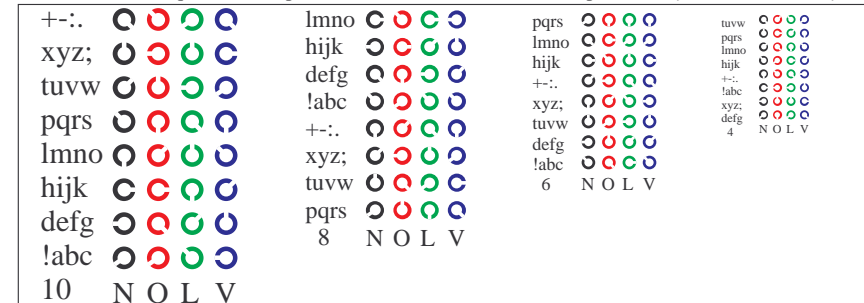 +-:.
xyz;
tuvw
pqrs
lmno
hijk
defg
!abc
10 N O L V
lmno
hijk
defg
!abc
+-:.
xyz;
tuvw
pqrs
8 N O L V
pqrs
lmno
hijk
+-:.
xyz;
tuvw
defg
!abc
6 N O L V
tuvw
pqrs
lmno
hijk
+-:.
!abc
xyz;
defg
4 N O L V